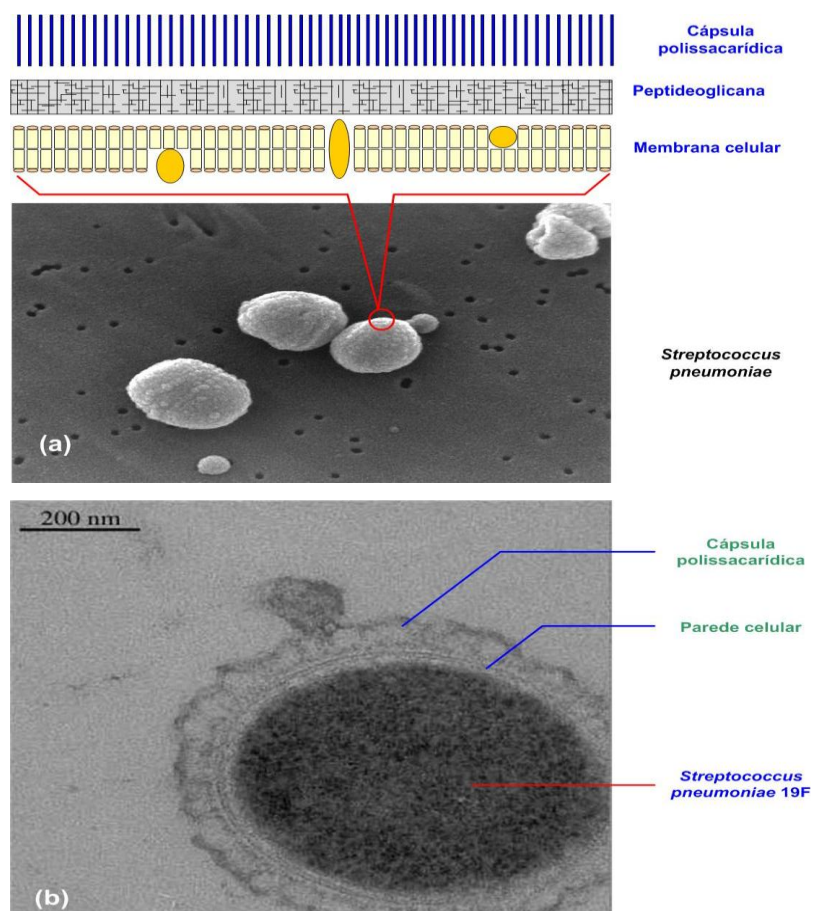 Cápsula
polissacarídica
Peptideoglicana
Membrana celular
Streptococcus
pneumoniae
(a)
200 nm
Cápsula
polissacarídica
Parede celular
Streptococcus
pneumoniae 19F
(b)